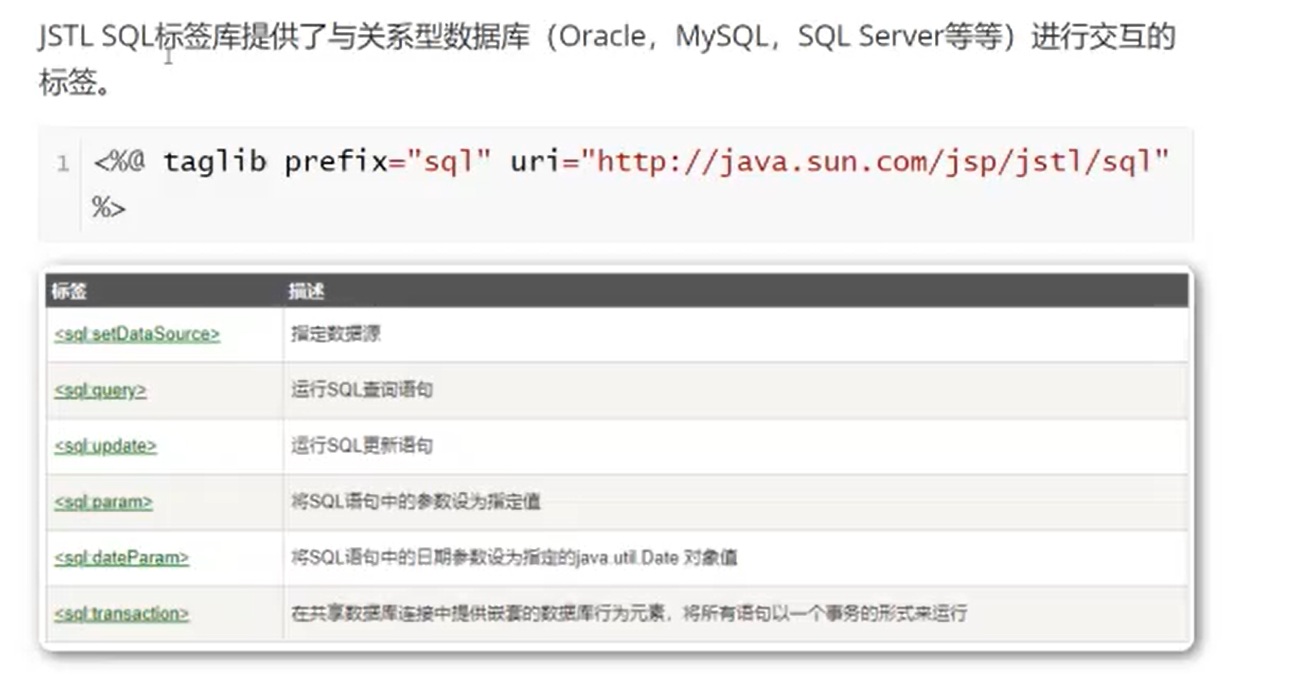 JSTL SQL标签库提供了与关系型数据库（Oracle，MySQL，SQL Server等等）进行交互的
标签。
1 <%@ taglib prefix="sql" uri="http://java.sun.com/jsp/jstl/sql"
%>
标签 描述
<sql:setDataSource> 指定数据源
<sql:query> 运行SQL查询语句
<sql:update> 运行SQL更新语句
<sql:param> 将SQL语句中的参数设为指定值
<sql:dateParam> 将SQL语句中的日期参数设为指定的java.util.Date 对象值
<sql:transaction> 在共享数据库连接中提供嵌套的数据库行为元素，将所有语句以一个事务的形式来运行